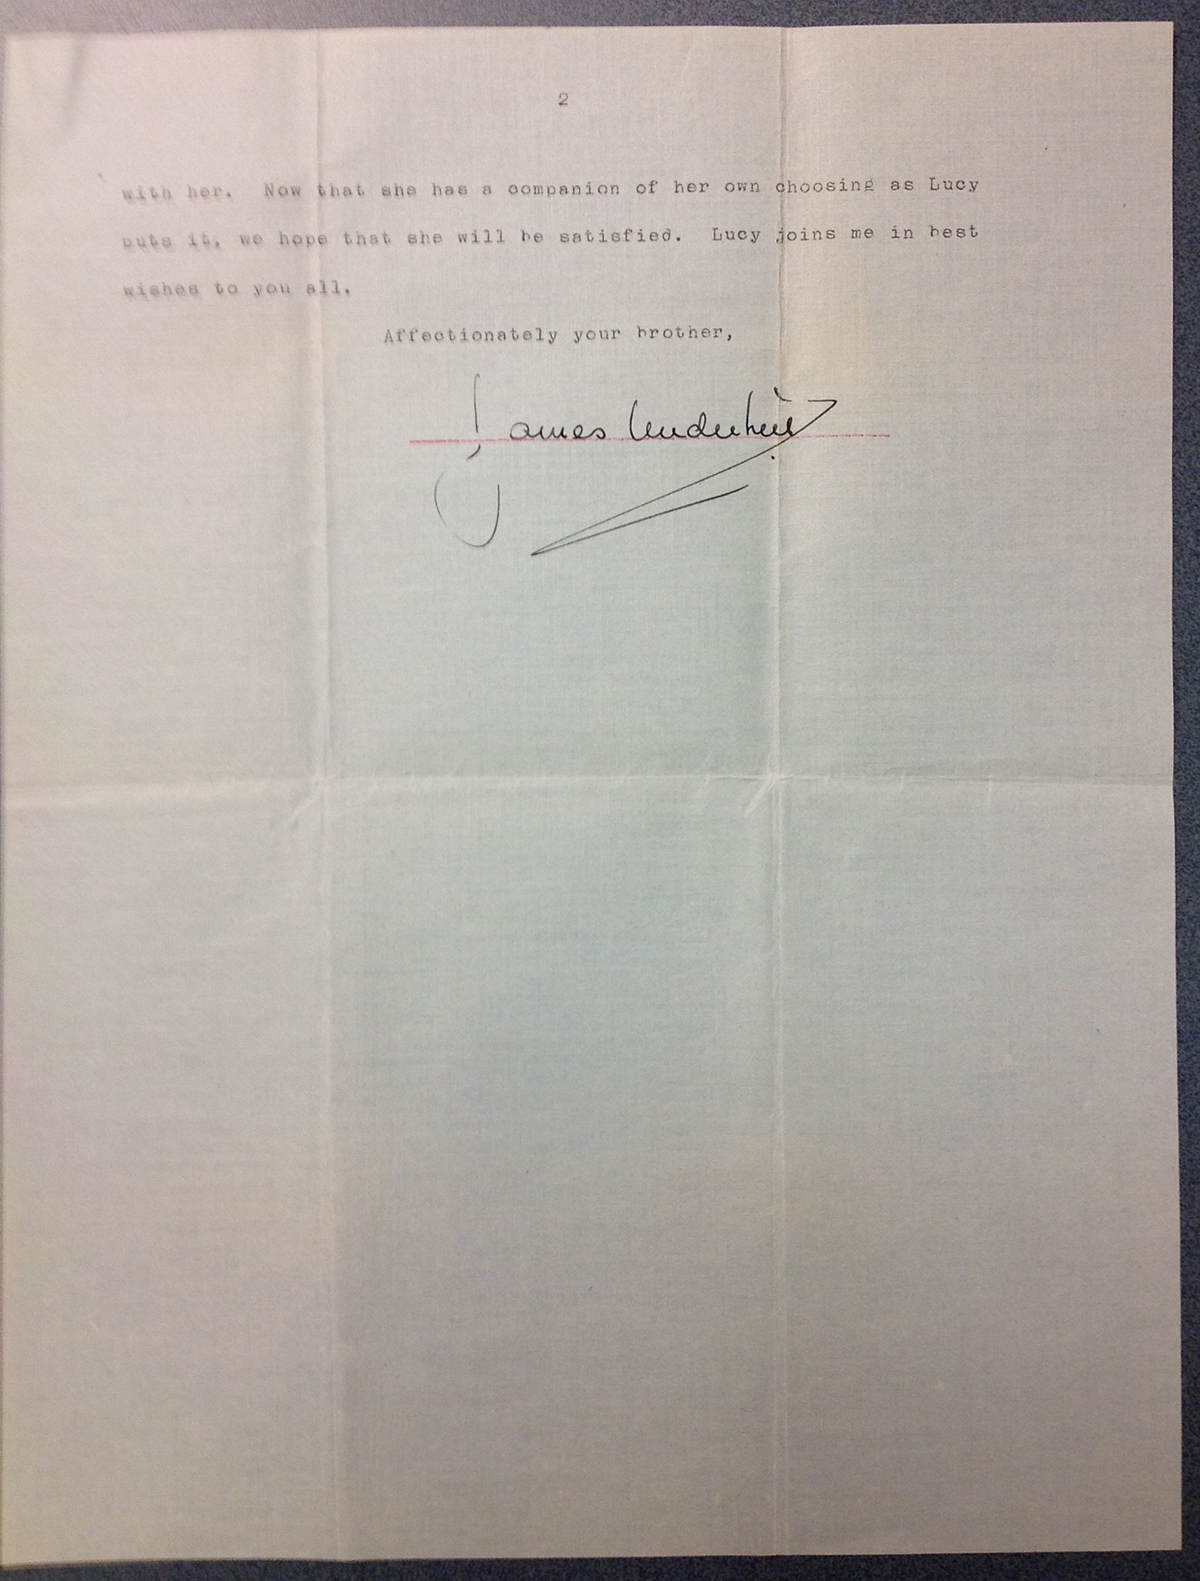 2
with her. Now that she has a companion of her own choosing as Lucy
puts it, we hope that she will be satisfied. Lucy joins me in best
wishes to you all.
Affectionately your brother,
James Underhill